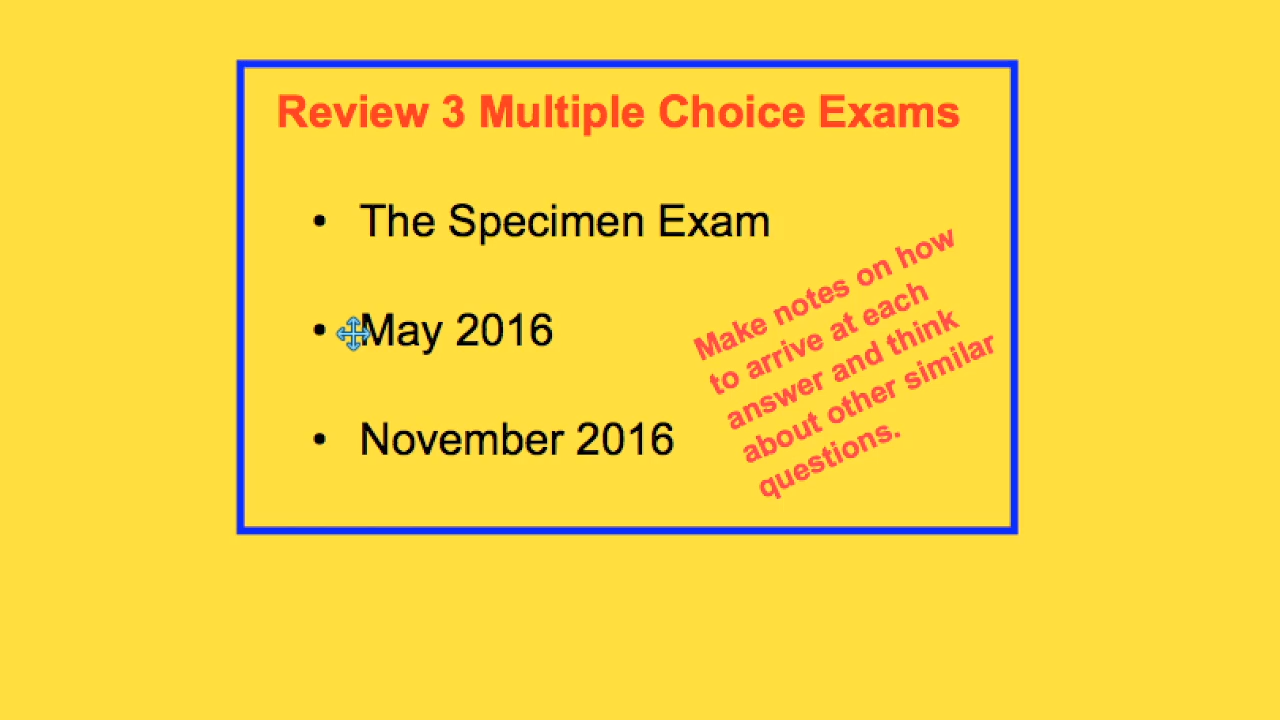 Review 3 Multiple Choice Exams
• The Specimen Exam
• May 2016
• November 2016
Make notes on how
to arrive at each
answer and think
about other similar
questions.